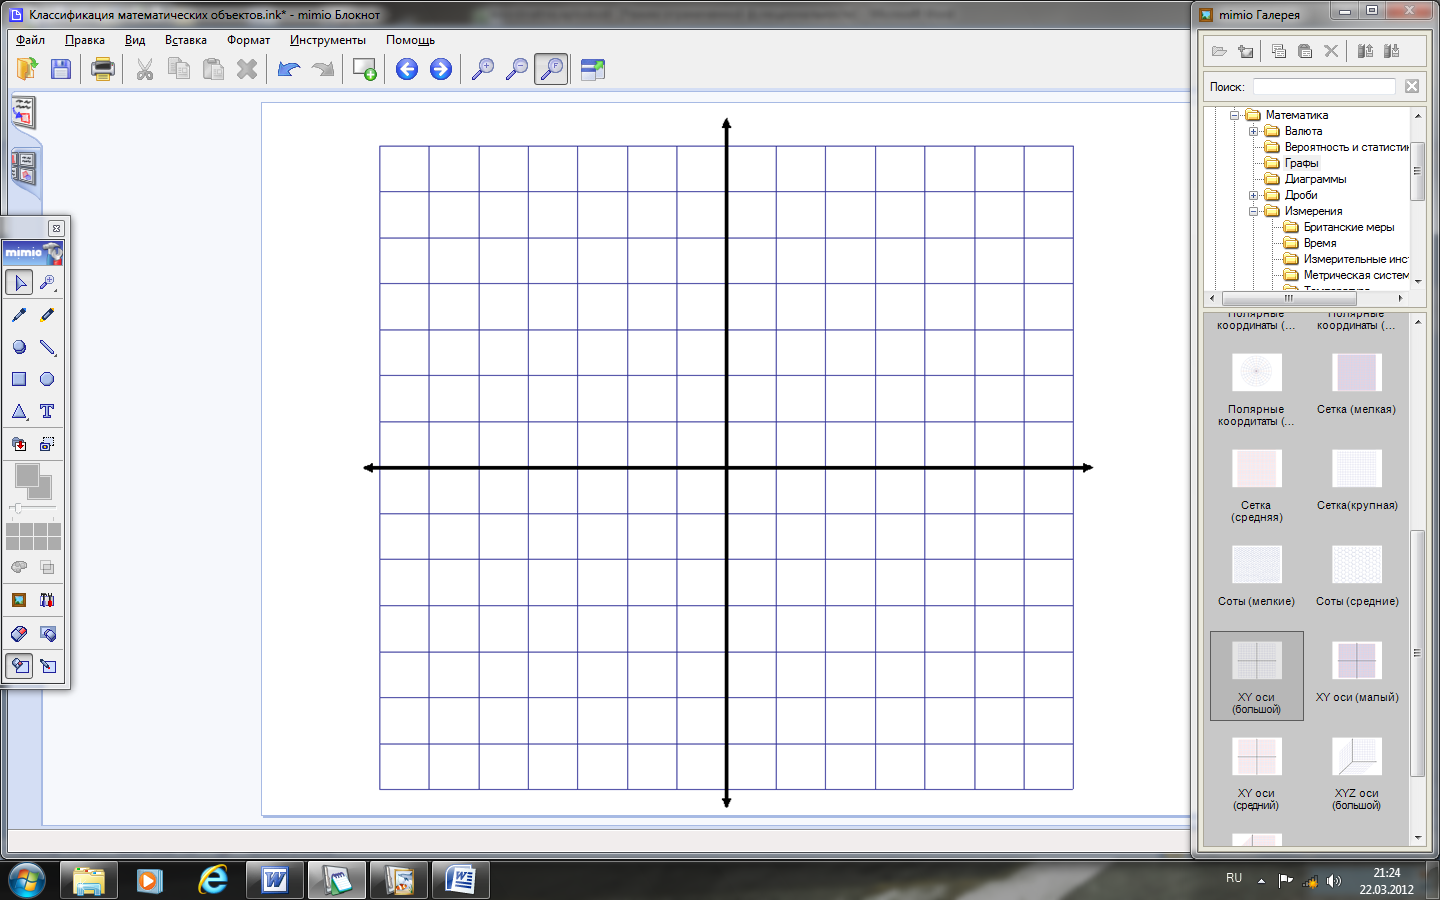 Классификация математических объектов.ink* - mimio Блокнот
Файл Правка Вид Вставка Формат Инструменты Помощь
mimio
mimio Галерея
Поиск:
Математика
Валюта
Вероятность и статистик
Графы
Диаграммы
Дроби
Измерения
Британские меры
Время
Измерительные инс
Метрическая систем
Полярные координаты (...
Полярные координаты (...
Полярные коордитаты (...
Сетка (мелкая)
Сетка (средняя)
Сетка(крупная)
Соты (мелкие)
Соты (средние)
XY оси (большой)
XY оси (малый)
XY оси (средний)
XYZ оси (большой)
RU
21:24
22.03.2012